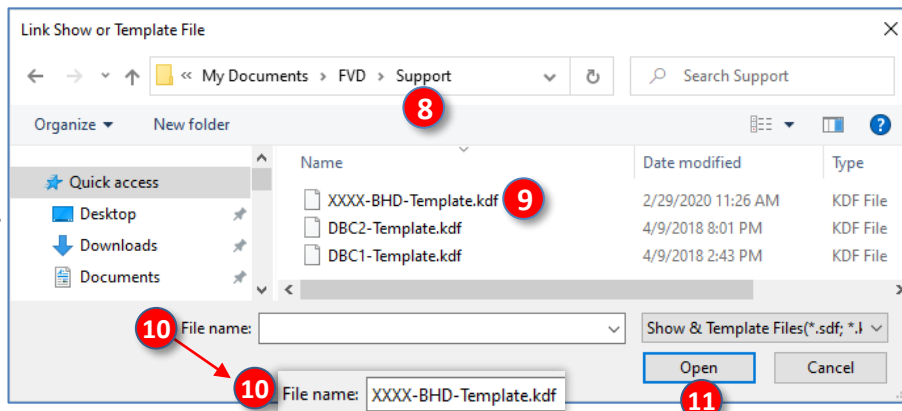 Link Show or Template File
« My Documents › FVD › Support
Search Support
8
Organize
New folder
Name Date modified Type
Quick access
XXXX-BHD-Template.kdf 9 2/29/2020 11:26 AM KDF File
Desktop
DBC2-Template.kdf 4/9/2018 8:01 PM KDF File
Downloads
DBC1-Template.kdf 4/9/2018 2:43 PM KDF File
Documents
10 File name: Show & Template Files(*.sdf; *.k
Open Cancel
10 File name: XXXX-BHD-Template.kdf
11